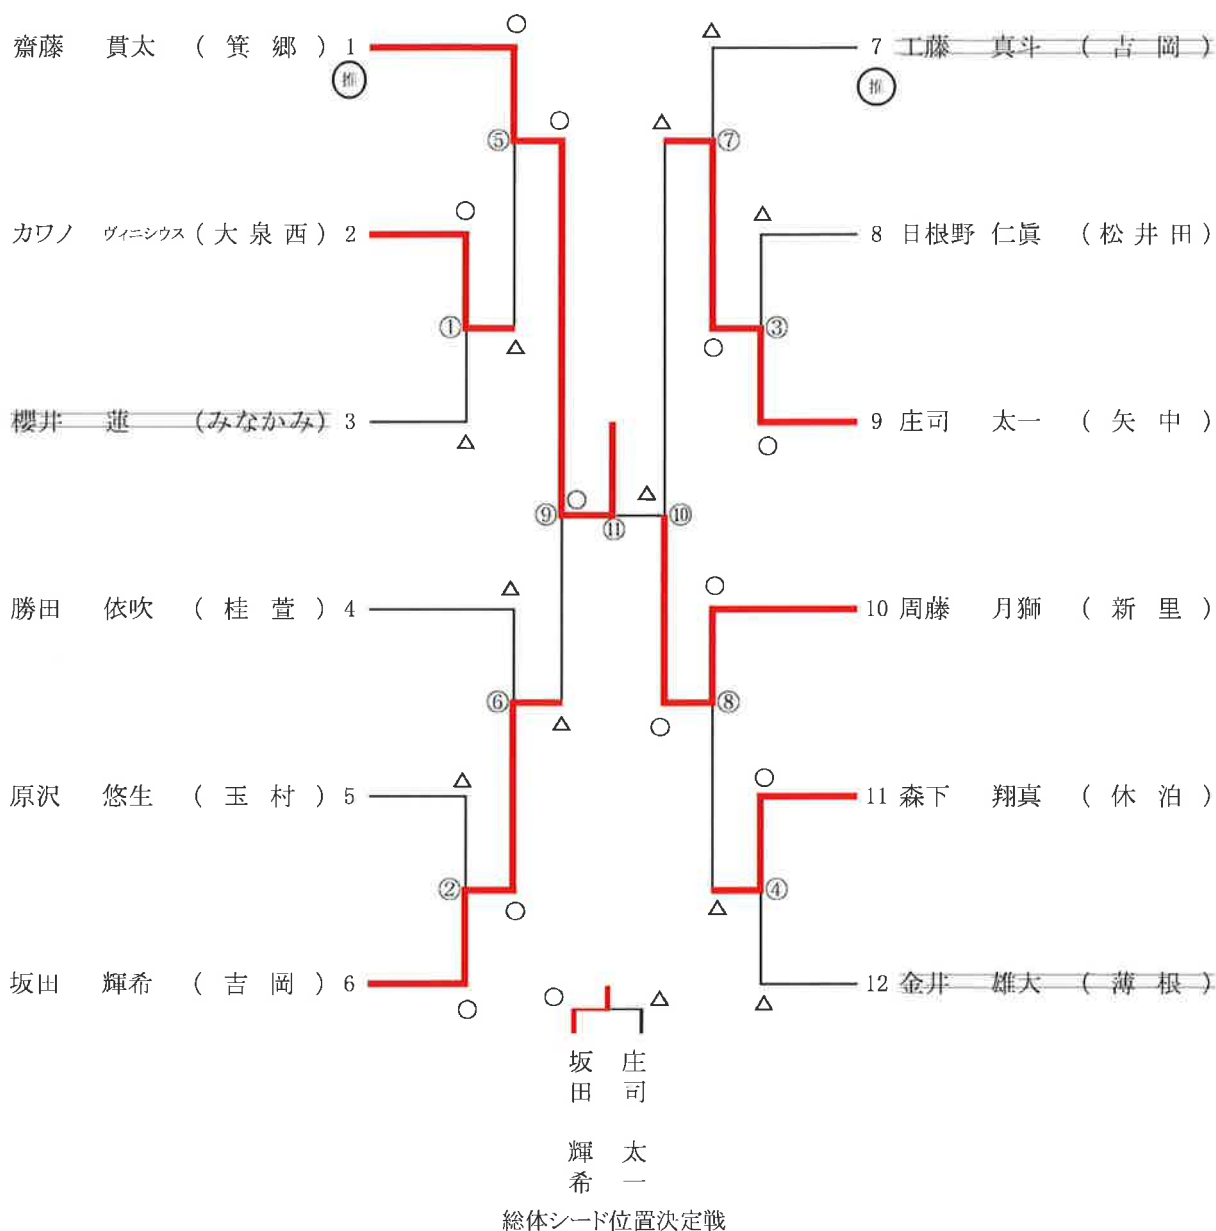 齋藤 貫太 (箕郷) 1
推
カワノ ヴィニシウス (大泉西) 2
櫻井 蓮 (みなかみ) 3
勝田 依吹 (桂萱) 4
原沢 悠生 (玉村) 5
坂田 輝希 (吉岡) 6
7 工藤 真斗 (吉岡)
推
8 日根野 仁眞 (松井田)
9 庄司 太一 (矢中)
10 周藤 月獅 (新里)
11 森下 翔真 (休泊)
12 金井 雄大 (薄根)
⑤
①
⑨
⑪
⑥
②
⑦
③
⑩
⑧
④
坂田 輝希
庄司 太一
総体シード位置決定戦